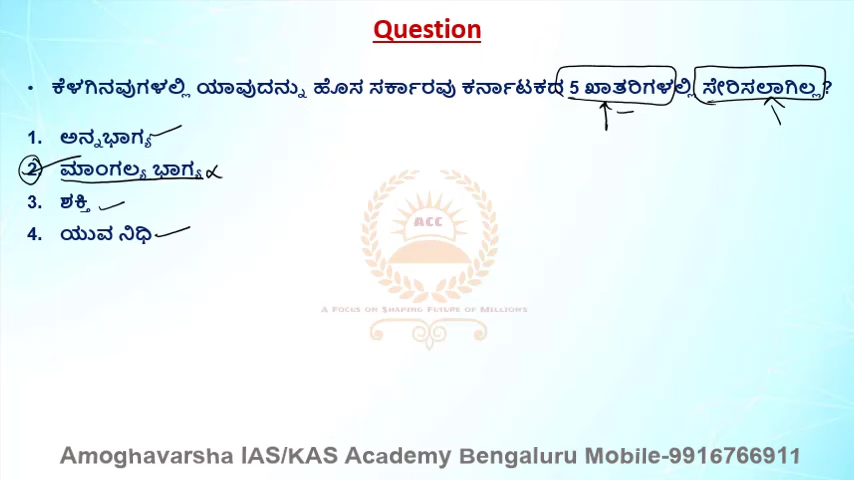 Question
• ಕೆಳಗಿನವುಗಳಲ್ಲಿ ಯಾವುದನ್ನು ಹೊಸ ಸರ್ಕಾರವು ಕರ್ನಾಟಕದ 5 ಖಾತರಿಗಳಲ್ಲಿ ಸೇರಿಸಲಾಗಿಲ್ಲ?
1. ಅನ್ನಭಾಗ್ಯ
2. ಮಾಂಗಲ್ಯ ಭಾಗ್ಯ
3. ಶಕ್ತಿ
4. ಯುವ ನಿಧಿ
ACC
A Focus on Shaping Future of Millions
Amoghavarsha IAS/KAS Academy Bengaluru Mobile-9916766911